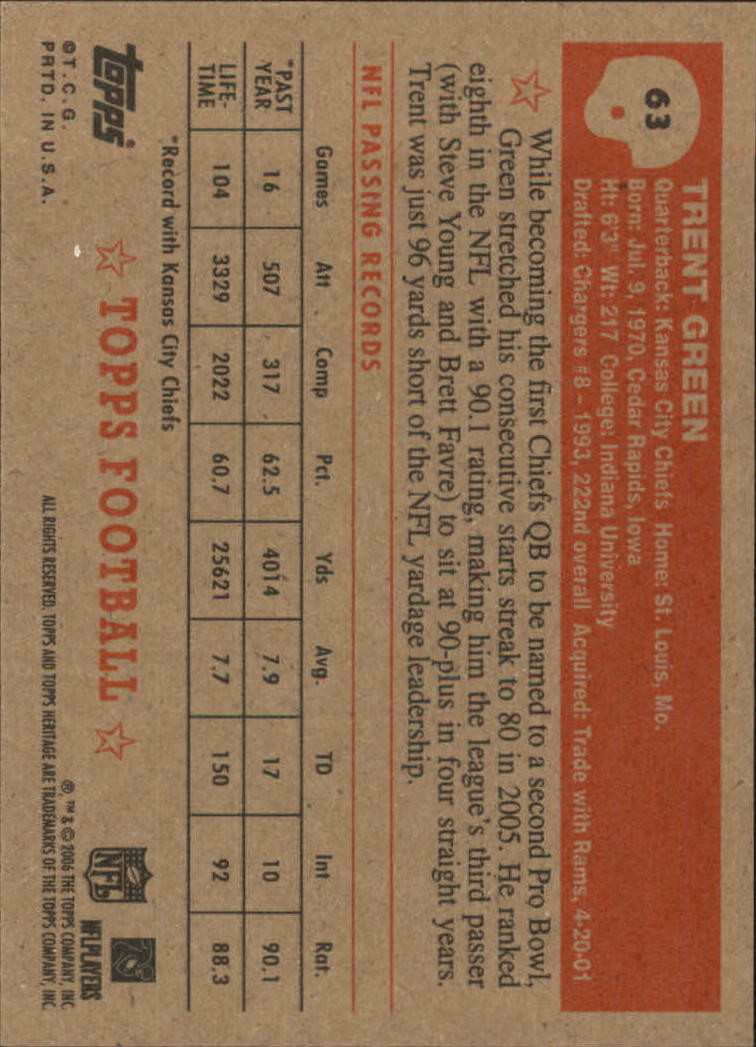 63
TRENT GREEN
Quarterback: Kansas City Chiefs Home: St. Louis, Mo.
Born: Jul. 9, 1970, Cedar Rapids, Iowa
Ht: 6'3" Wt: 217 College: Indiana University
Drafted: Chargers #8 – 1993, 222nd overall Acquired: Trade with Rams, 4-20-01
While becoming the first Chiefs QB to be named to a second Pro Bowl,
Green stretched his consecutive starts streak to 80 in 2005. He ranked
eighth in the NFL with a 90.1 rating, making him the league's third passer
(with Steve Young and Brett Favre) to sit at 90-plus in four straight years.
Trent was just 96 yards short of the NFL yardage leadership.
NFL PASSING RECORDS
Games Att Comp Pct. Yds Avg. TD Int Rat.
*PAST YEAR 16 507 317 62.5 4014 7.9 17 10 90.1
LIFE-TIME 104 3329 2022 60.7 25621 7.7 150 92 88.3
*Record with Kansas City Chiefs
topps®
©T.C.G.
PRTD. IN U.S.A.
TOPPS FOOTBALL
NFL
NFLPLAYERS
®, ™ & © 2006 THE TOPPS COMPANY, INC.
ALL RIGHTS RESERVED. TOPPS AND TOPPS HERITAGE ARE TRADEMARKS OF THE TOPPS COMPANY, INC.